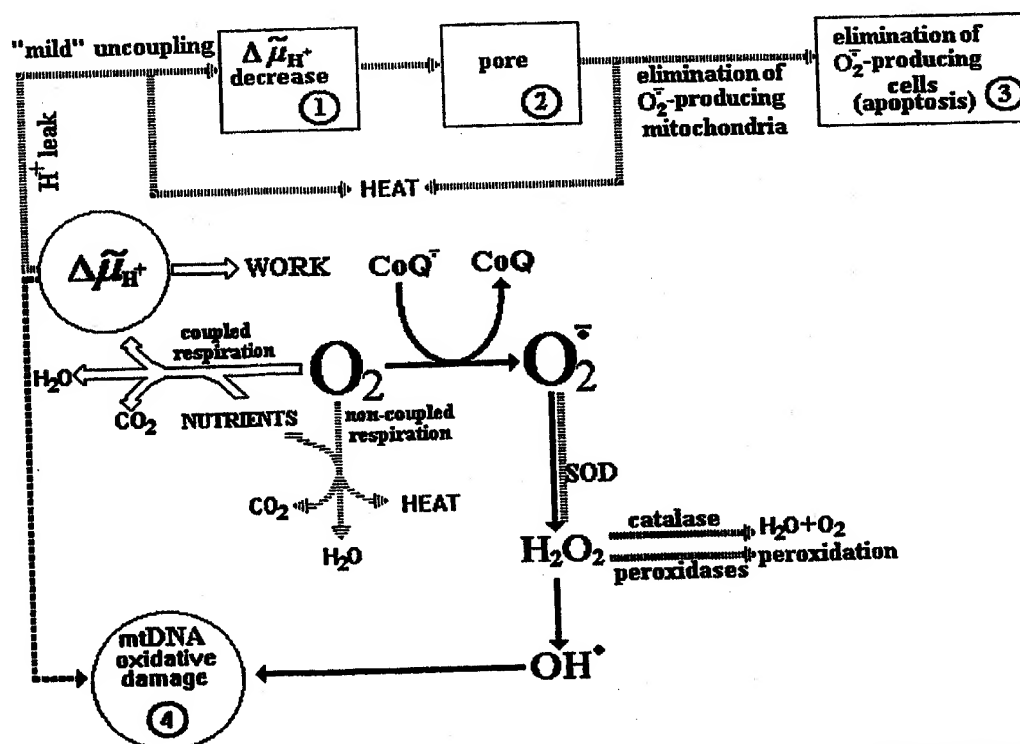 "mild" uncoupling
Δμ̃H⁺
decrease
1
pore
2
elimination of
O₂⨪-producing
mitochondria
elimination of
O₂⨪-producing
cells
(apoptosis)
3
H⁺ leak
HEAT
Δμ̃H⁺
WORK
CoQ⨪
CoQ
coupled
respiration
H₂O
O₂
O₂⨪
CO₂
NUTRIENTS
non-coupled
respiration
SOD
CO₂
HEAT
H₂O
H₂O₂
catalase
H₂O+O₂
peroxidases
peroxidation
mtDNA
oxidative
damage
4
OH•